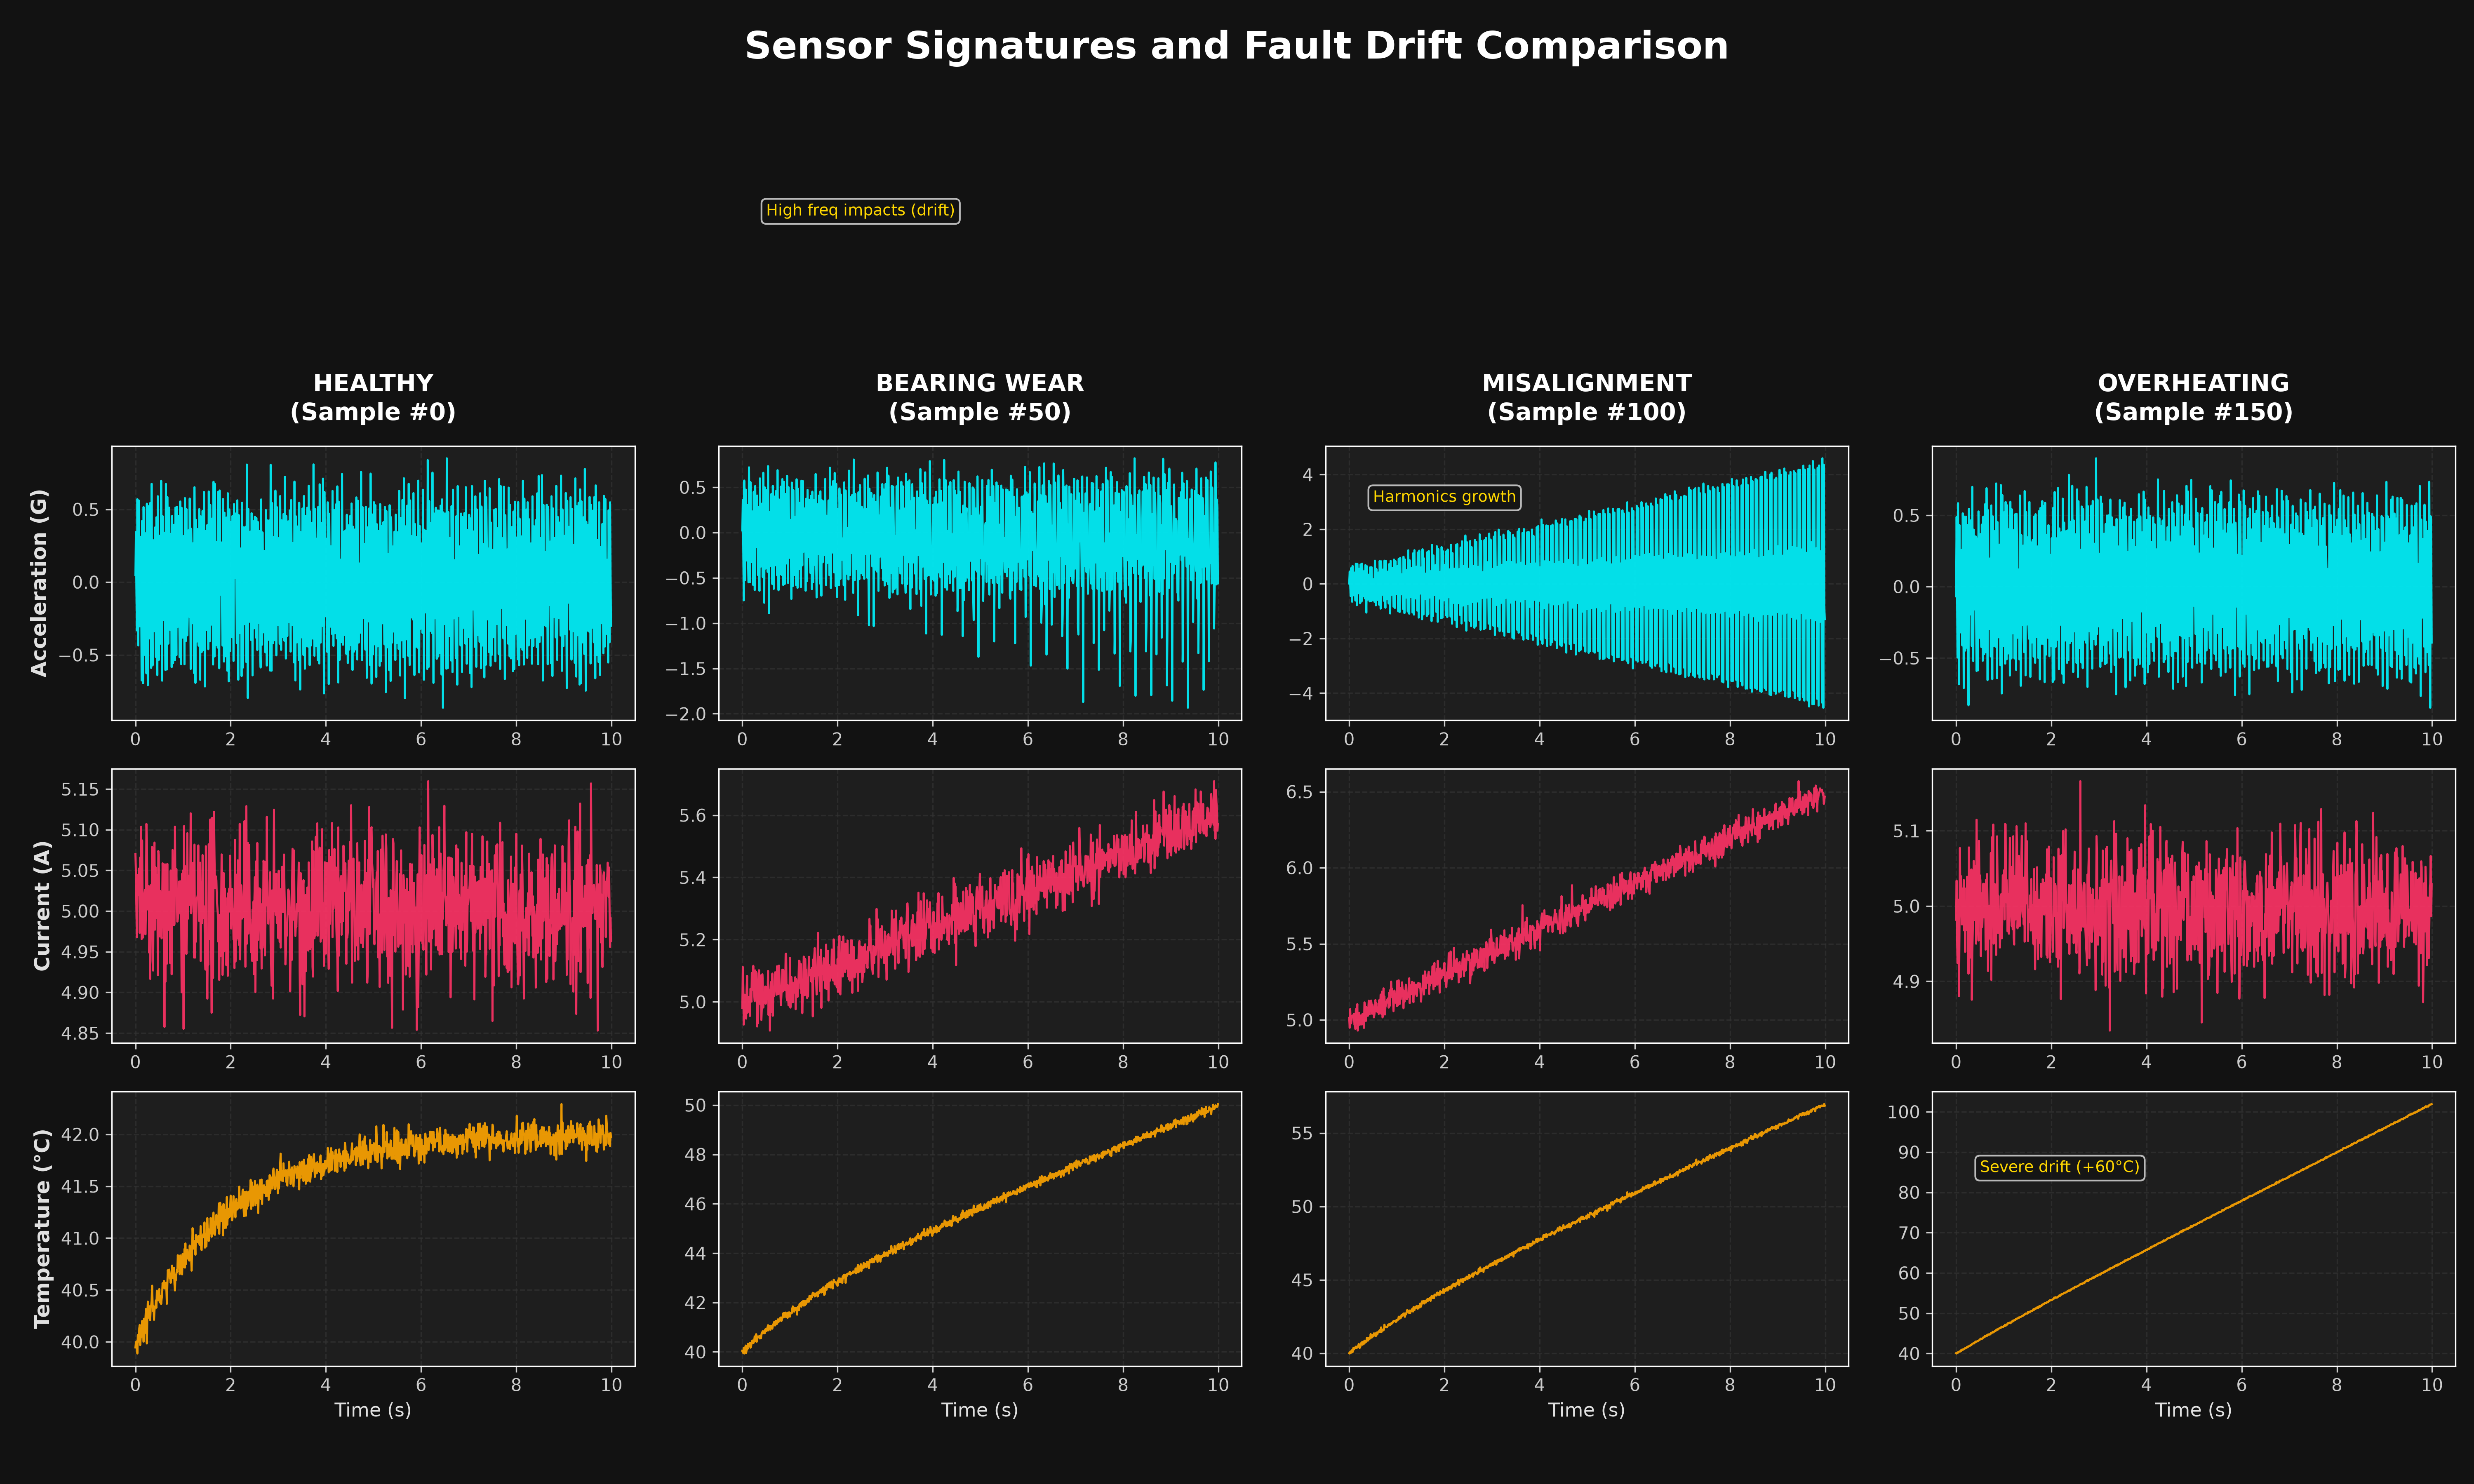 Sensor Signatures and Fault Drift Comparison
High freq impacts (drift)
HEALTHY
(Sample #0)
BEARING WEAR
(Sample #50)
MISALIGNMENT
(Sample #100)
OVERHEATING
(Sample #150)
Acceleration (G)
0.5
0.0
−0.5
0 2 4 6 8 10
0.5
0.0
−0.5
−1.0
−1.5
−2.0
0 2 4 6 8 10
Harmonics growth
4
2
0
−2
−4
0 2 4 6 8 10
0.5
0.0
−0.5
0 2 4 6 8 10
Current (A)
5.15
5.10
5.05
5.00
4.95
4.90
4.85
0 2 4 6 8 10
5.6
5.4
5.2
5.0
0 2 4 6 8 10
6.5
6.0
5.5
5.0
0 2 4 6 8 10
5.1
5.0
4.9
0 2 4 6 8 10
Temperature (°C)
42.0
41.5
41.0
40.5
40.0
0 2 4 6 8 10
Time (s)
50
48
46
44
42
40
0 2 4 6 8 10
Time (s)
55
50
45
40
0 2 4 6 8 10
Time (s)
Severe drift (+60°C)
100
90
80
70
60
50
40
0 2 4 6 8 10
Time (s)